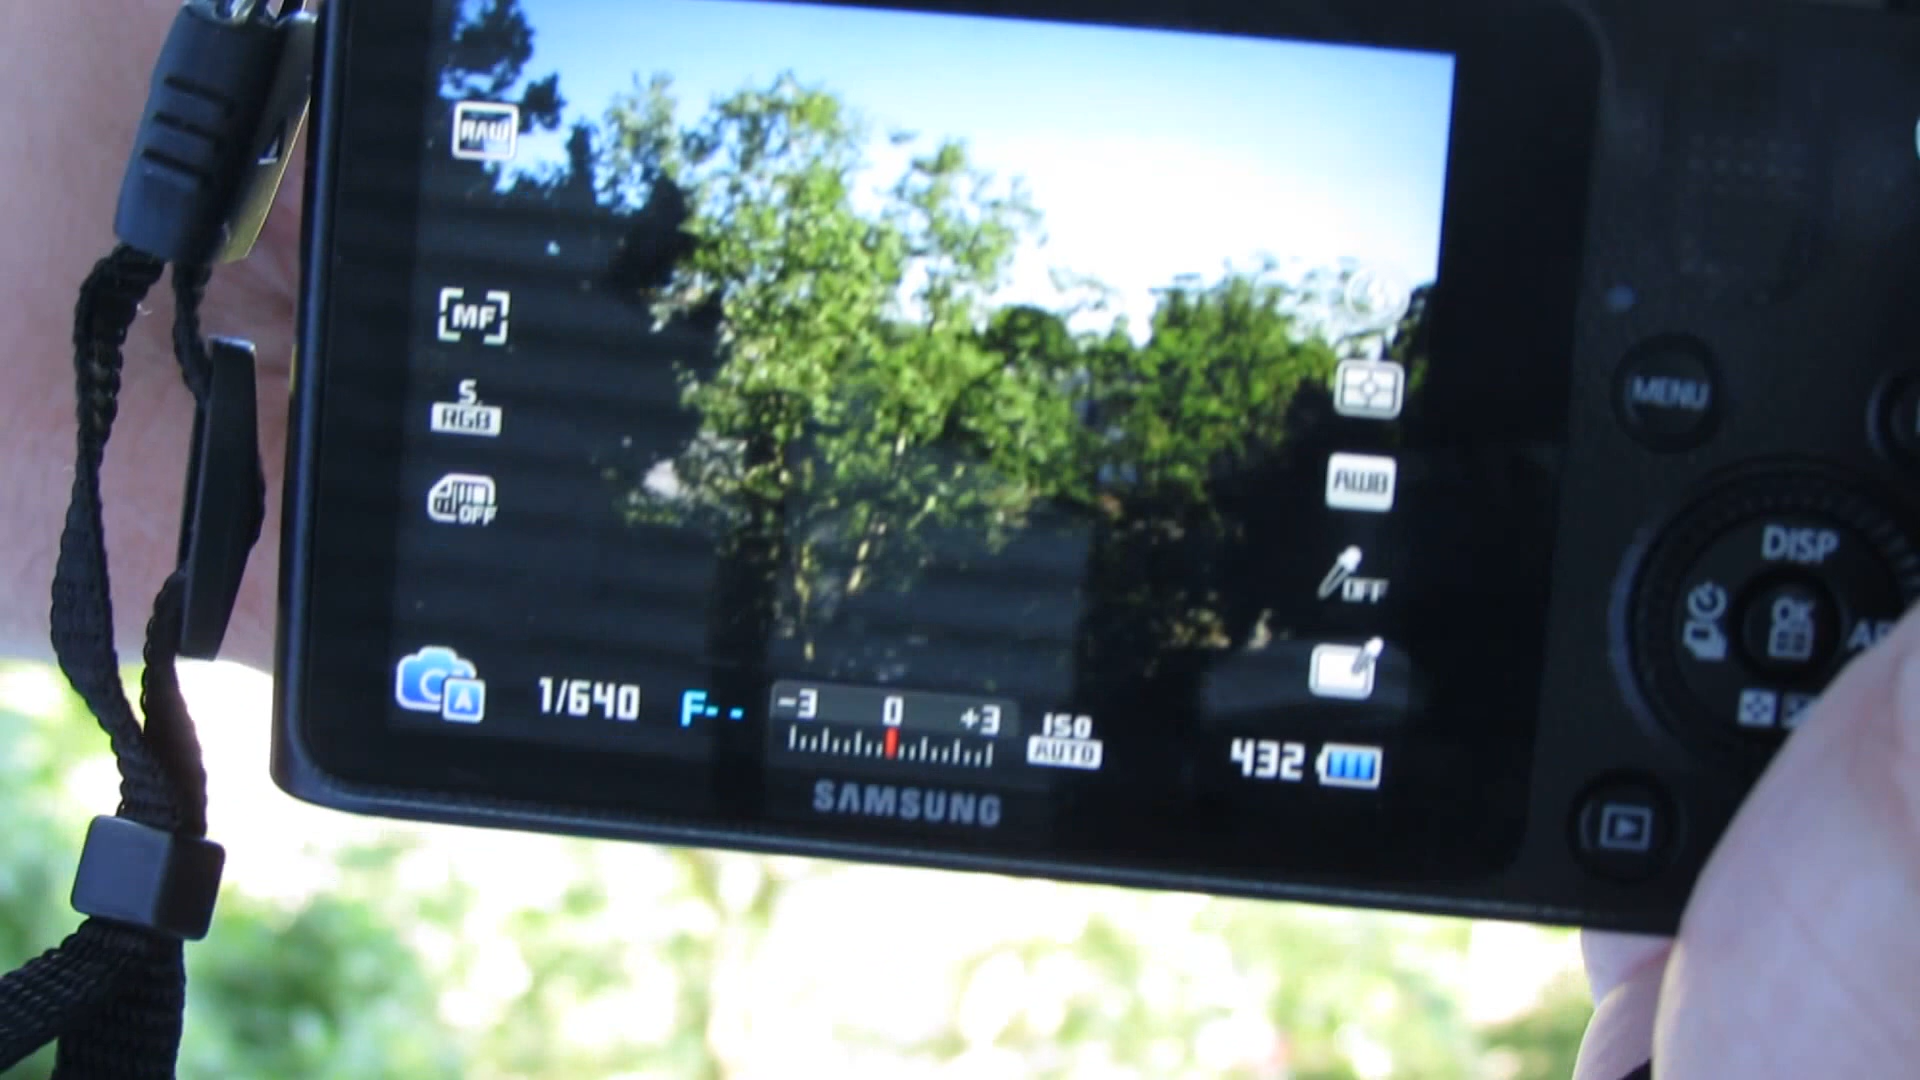 RAW
MF
S
RGB
OFF
AWB
OFF
A 1/640 F-- -3 0 +3 ISO AUTO 432
SAMSUNG
MENU
DISP
OK